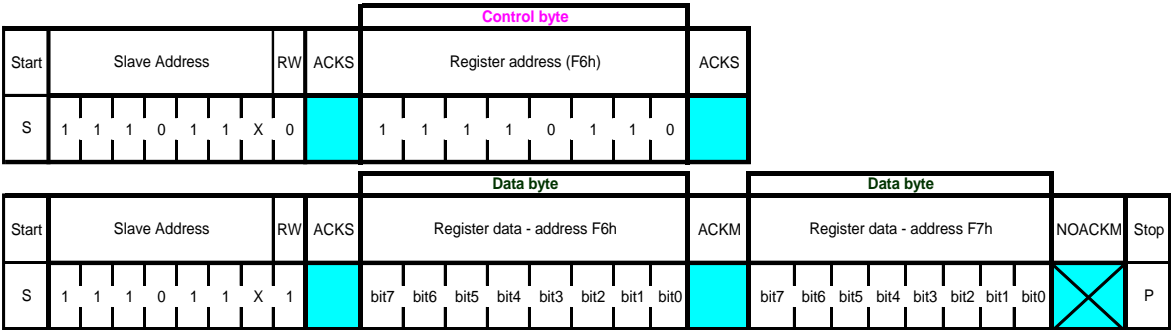 Control byte
Start Slave Address RW ACKS Register address (F6h) ACKS
S 1 1 1 0 1 1 X 0 1 1 1 1 0 1 1 0
Data byte Data byte
Start Slave Address RW ACKS Register data - address F6h ACKM Register data - address F7h NOACKM Stop
S 1 1 1 0 1 1 X 1 bit7 bit6 bit5 bit4 bit3 bit2 bit1 bit0 bit7 bit6 bit5 bit4 bit3 bit2 bit1 bit0 P